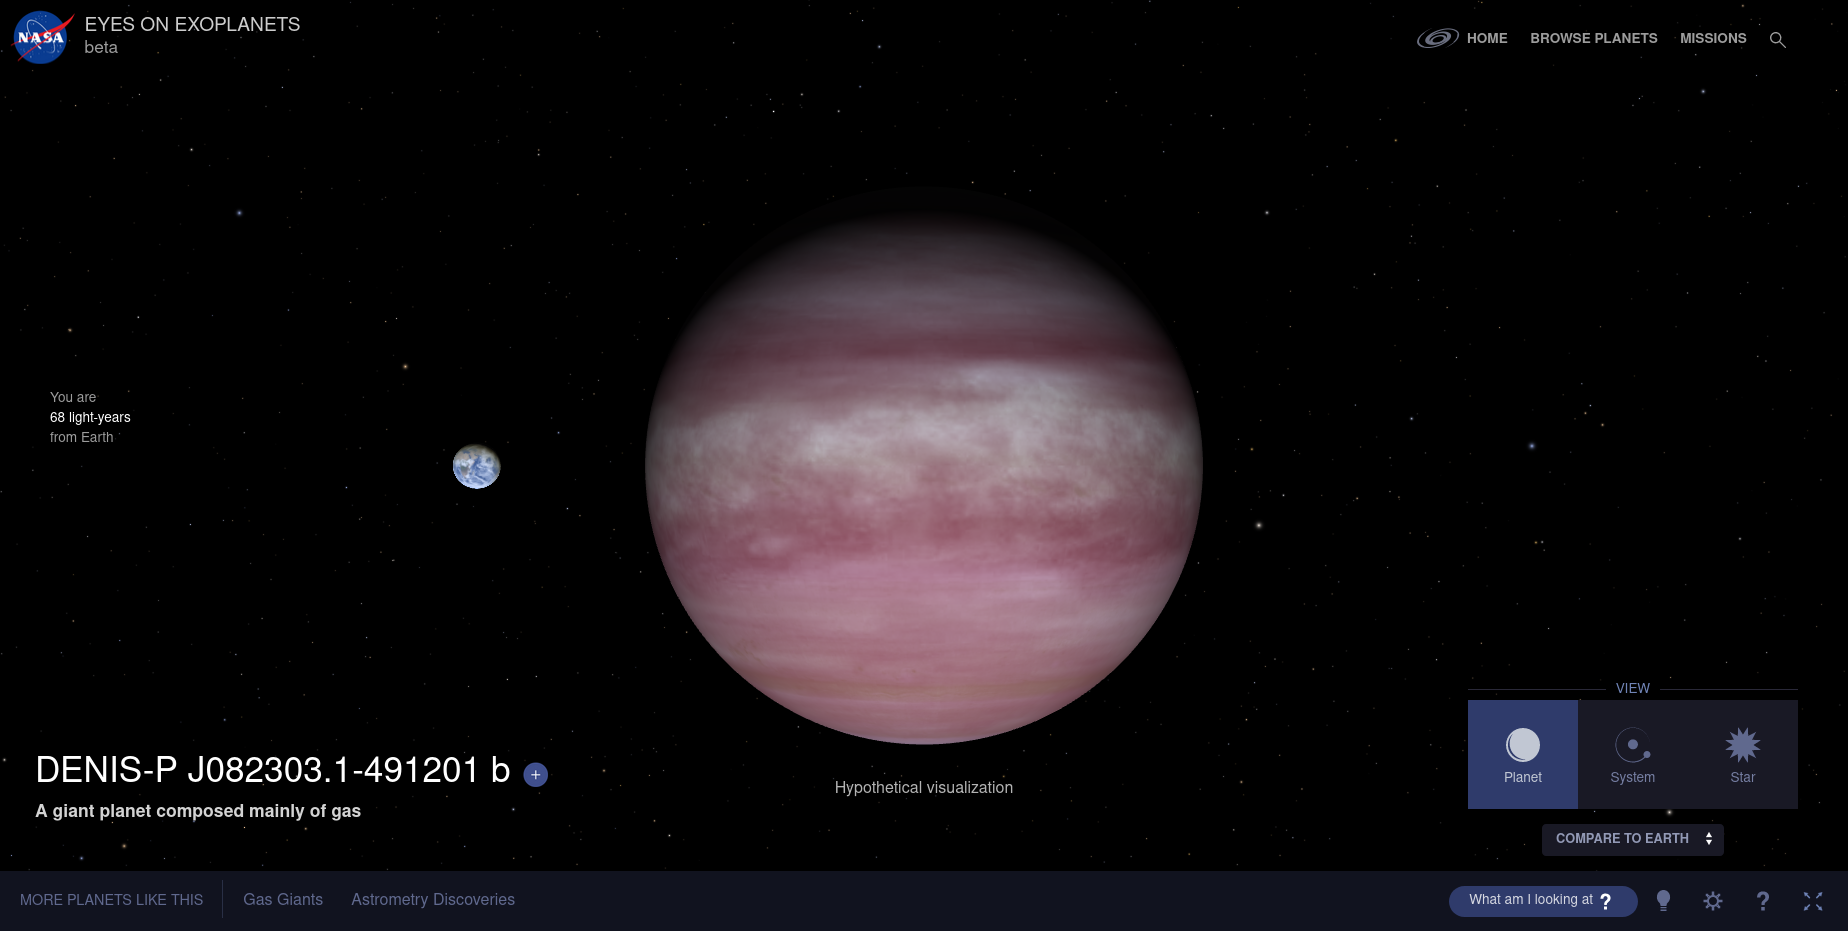 NASA
EYES ON EXOPLANETS
beta
HOME
BROWSE PLANETS
MISSIONS
You are
68 light-years
from Earth
DENIS-P J082303.1-491201 b +
A giant planet composed mainly of gas
Hypothetical visualization
VIEW
Planet
System
Star
COMPARE TO EARTH
MORE PLANETS LIKE THIS
Gas Giants
Astrometry Discoveries
What am I looking at ?
?